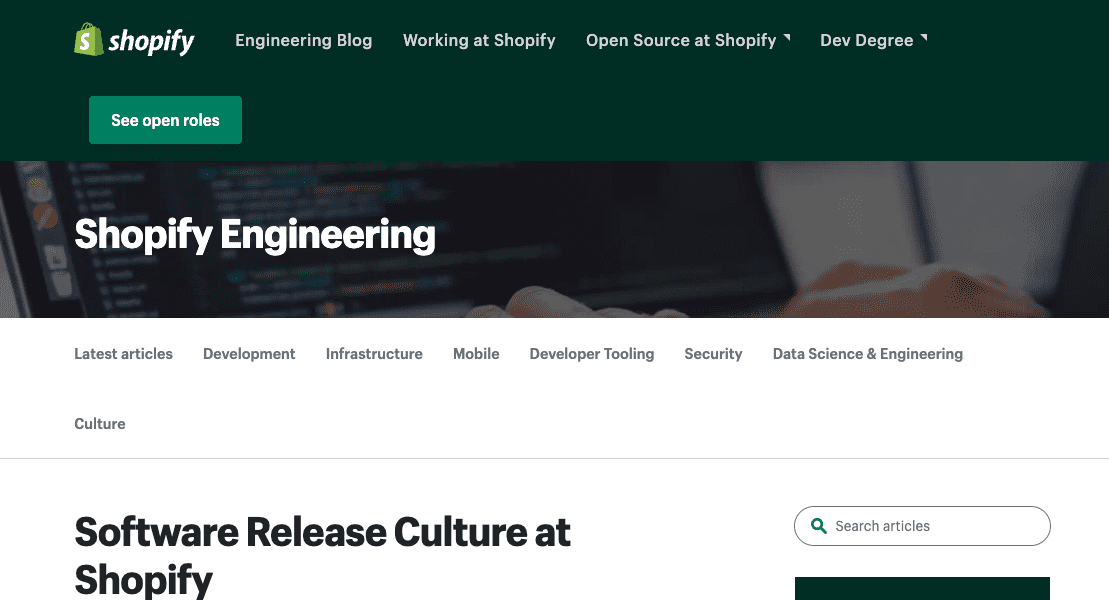 shopify
Engineering Blog Working at Shopify Open Source at Shopify Dev Degree
See open roles
Shopify Engineering
Latest articles Development Infrastructure Mobile Developer Tooling Security Data Science & Engineering
Culture
Software Release Culture at
Shopify
Search articles